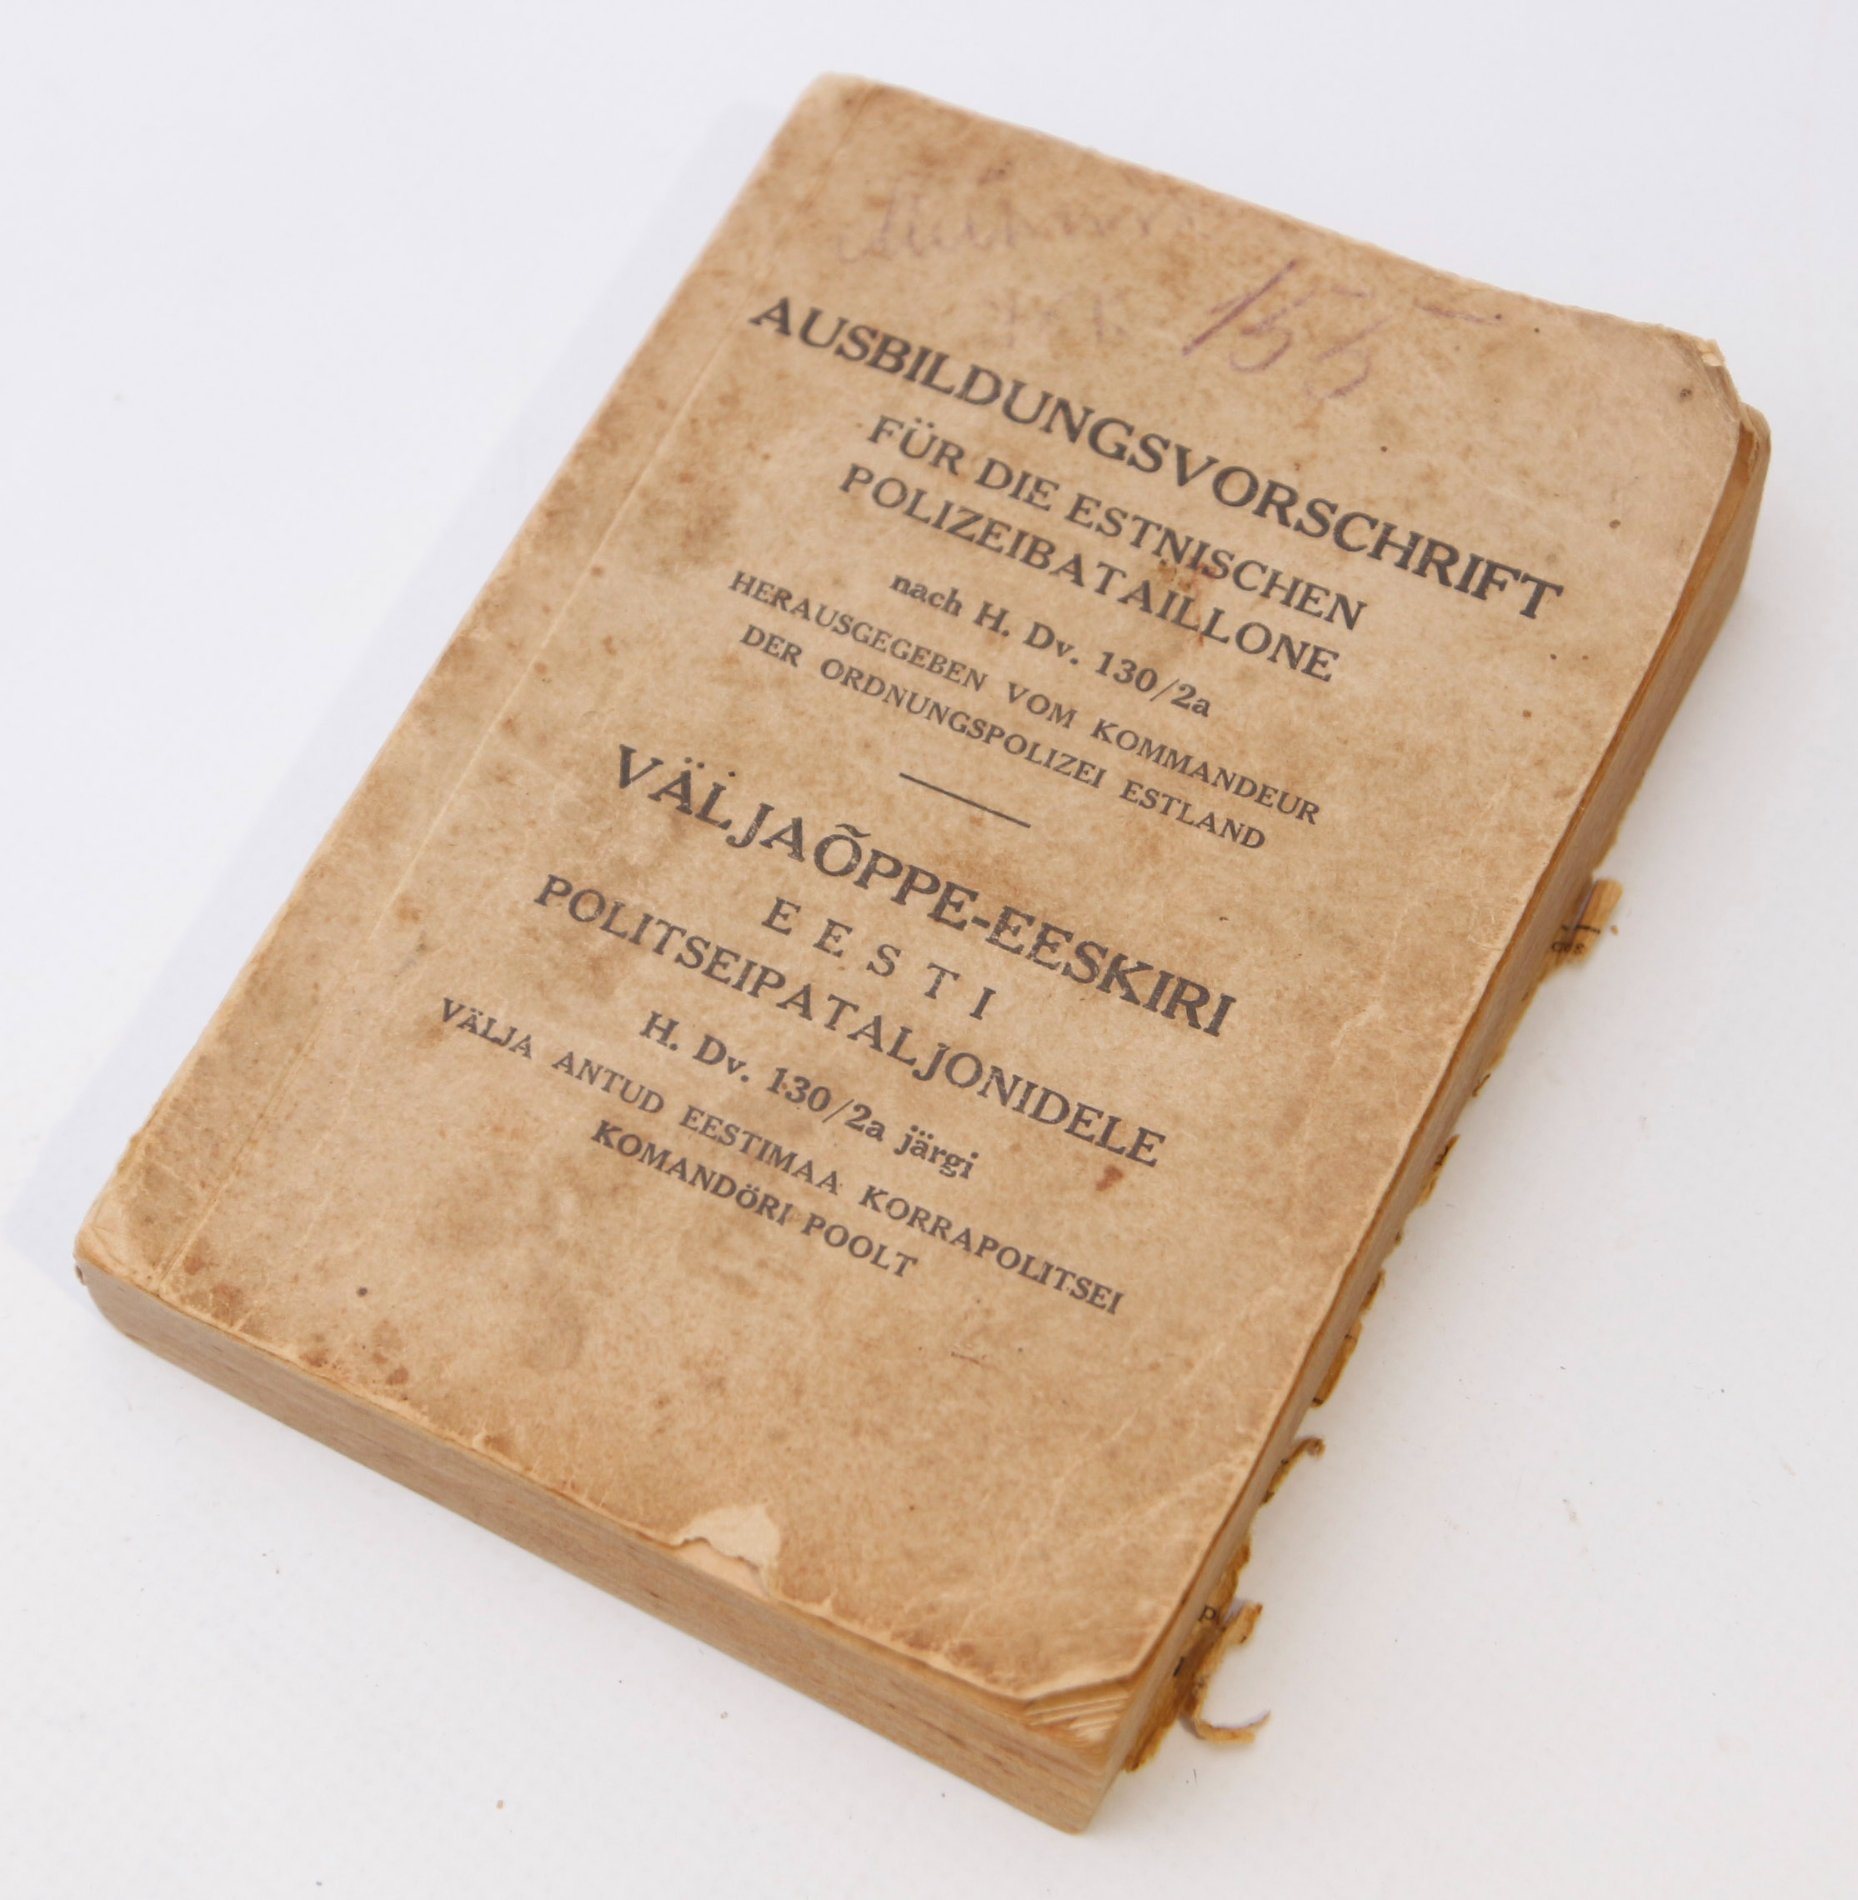 155
AUSBILDUNGSVORSCHRIFT
FÜR DIE ESTNISCHEN
POLIZEIBATAILLONE
nach H. Dv. 130/2a
HERAUSGEGEBEN VOM KOMMANDEUR
DER ORDNUNGSPOLIZEI ESTLAND
VÄLJAÕPPE-EESKIRI
EESTI
POLITSEIPATALJONIDELE
H. Dv. 130/2a järgi
VÄLJA ANTUD EESTIMAA KORRAPOLITSEI
KOMANDÖRI POOLT